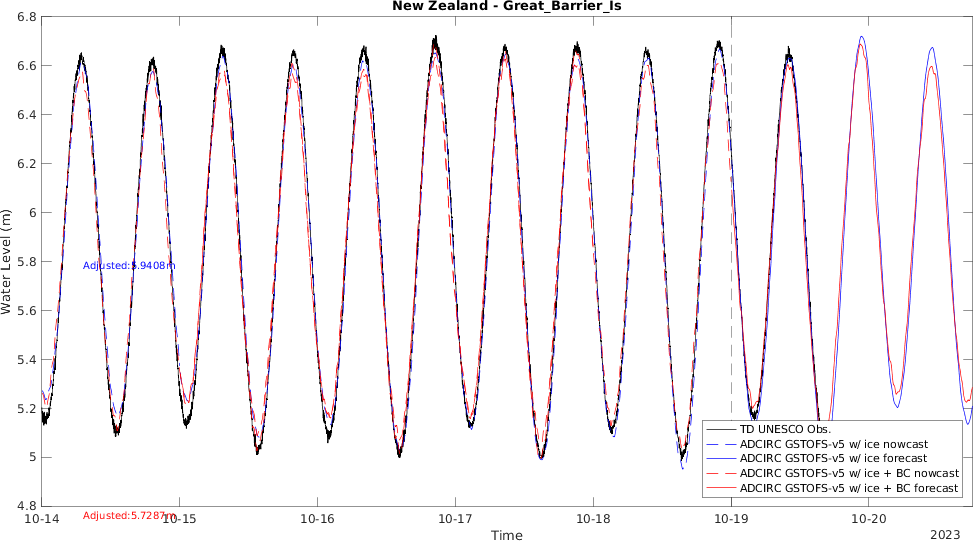 New Zealand - Great_Barrier_Is
6.8
6.6
6.4
6.2
6
5.8
5.6
5.4
5.2
5
4.8
Water Level (m)
Adjusted:5.9408m
Adjusted:5.7287m
TD UNESCO Obs.
ADCIRC GSTOFS-v5 w/ ice nowcast
ADCIRC GSTOFS-v5 w/ ice forecast
ADCIRC GSTOFS-v5 w/ ice + BC nowcast
ADCIRC GSTOFS-v5 w/ ice + BC forecast
10-14 10-15 10-16 10-17 10-18 10-19 10-20
Time
2023